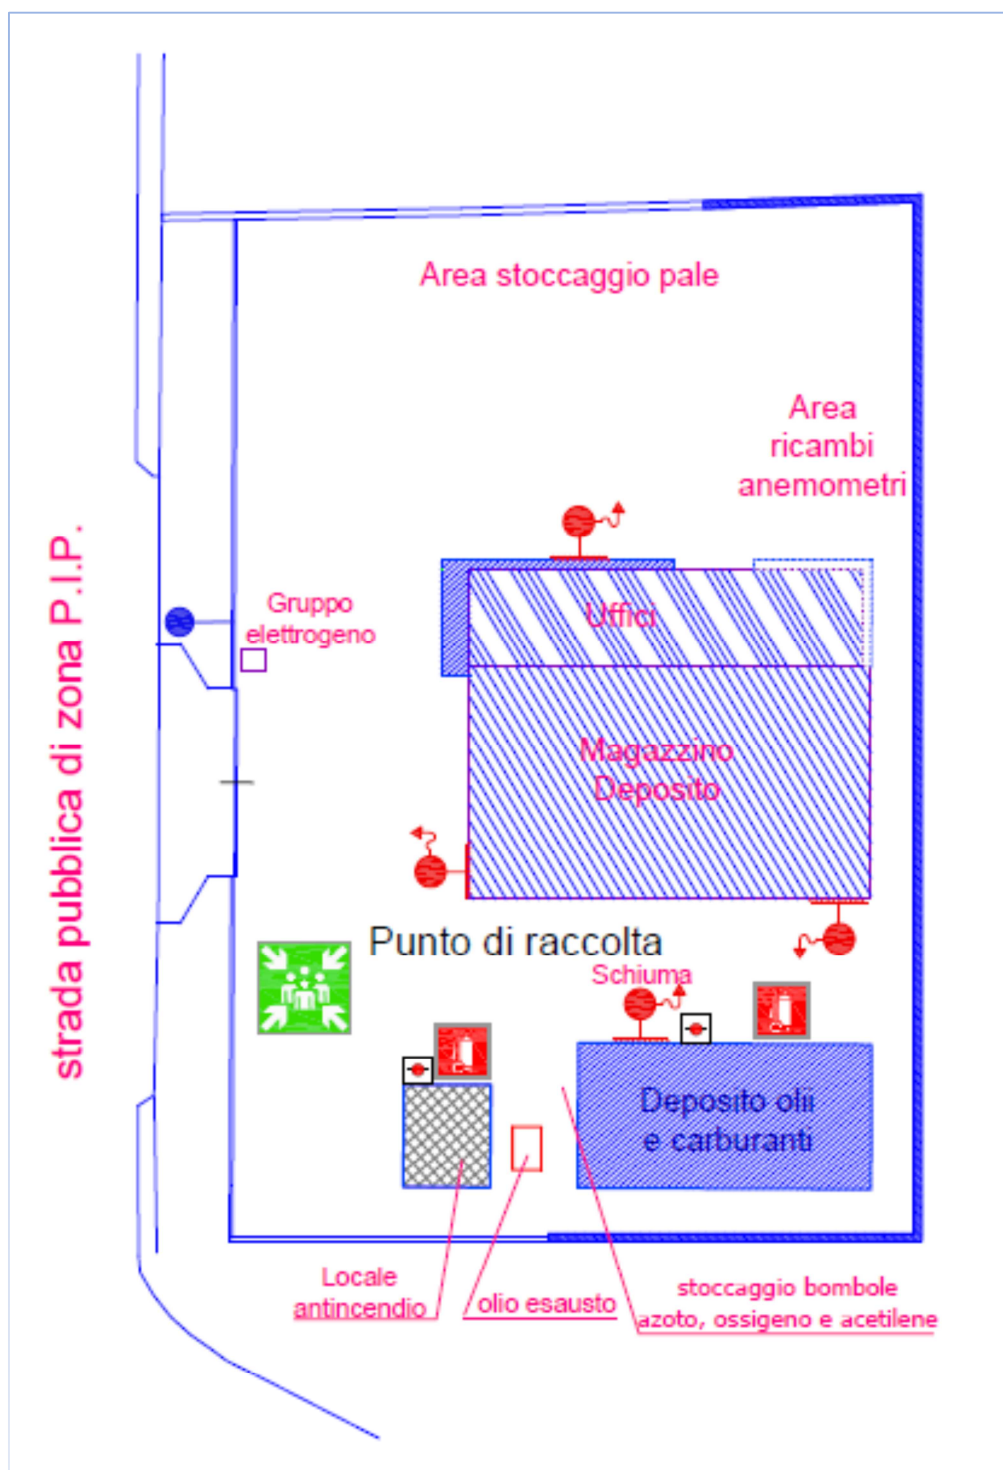 Area stoccaggio pale
Area
ricambi
anemometri
strada pubblica di zona P.I.P.
Gruppo
elettrogeno
Uffici
Magazzino
Deposito
Punto di raccolta
Schiuma
Deposito olii
e carburanti
Locale
antincendio
olio esausto
stoccaggio bombole
azoto, ossigeno e acetilene